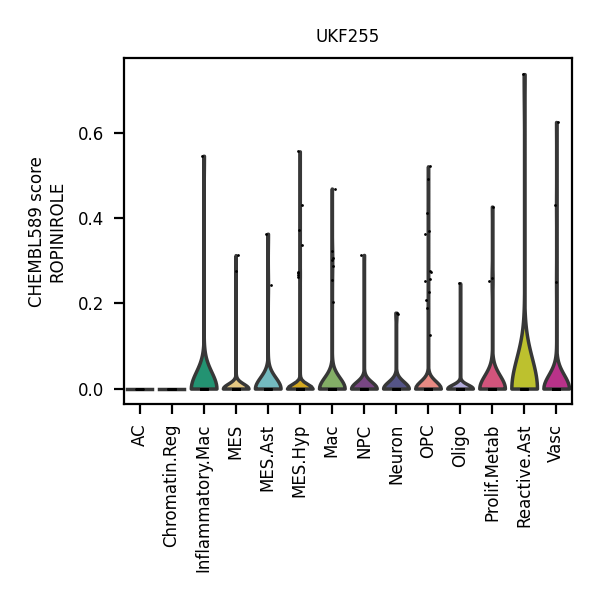 UKF255
CHEMBL589 score
ROPINIROLE
0.6
0.4
0.2
0.0
AC
Chromatin.Reg
Inflammatory.Mac
MES
MES.Ast
MES.Hyp
Mac
NPC
Neuron
OPC
Oligo
Prolif.Metab
Reactive.Ast
Vasc